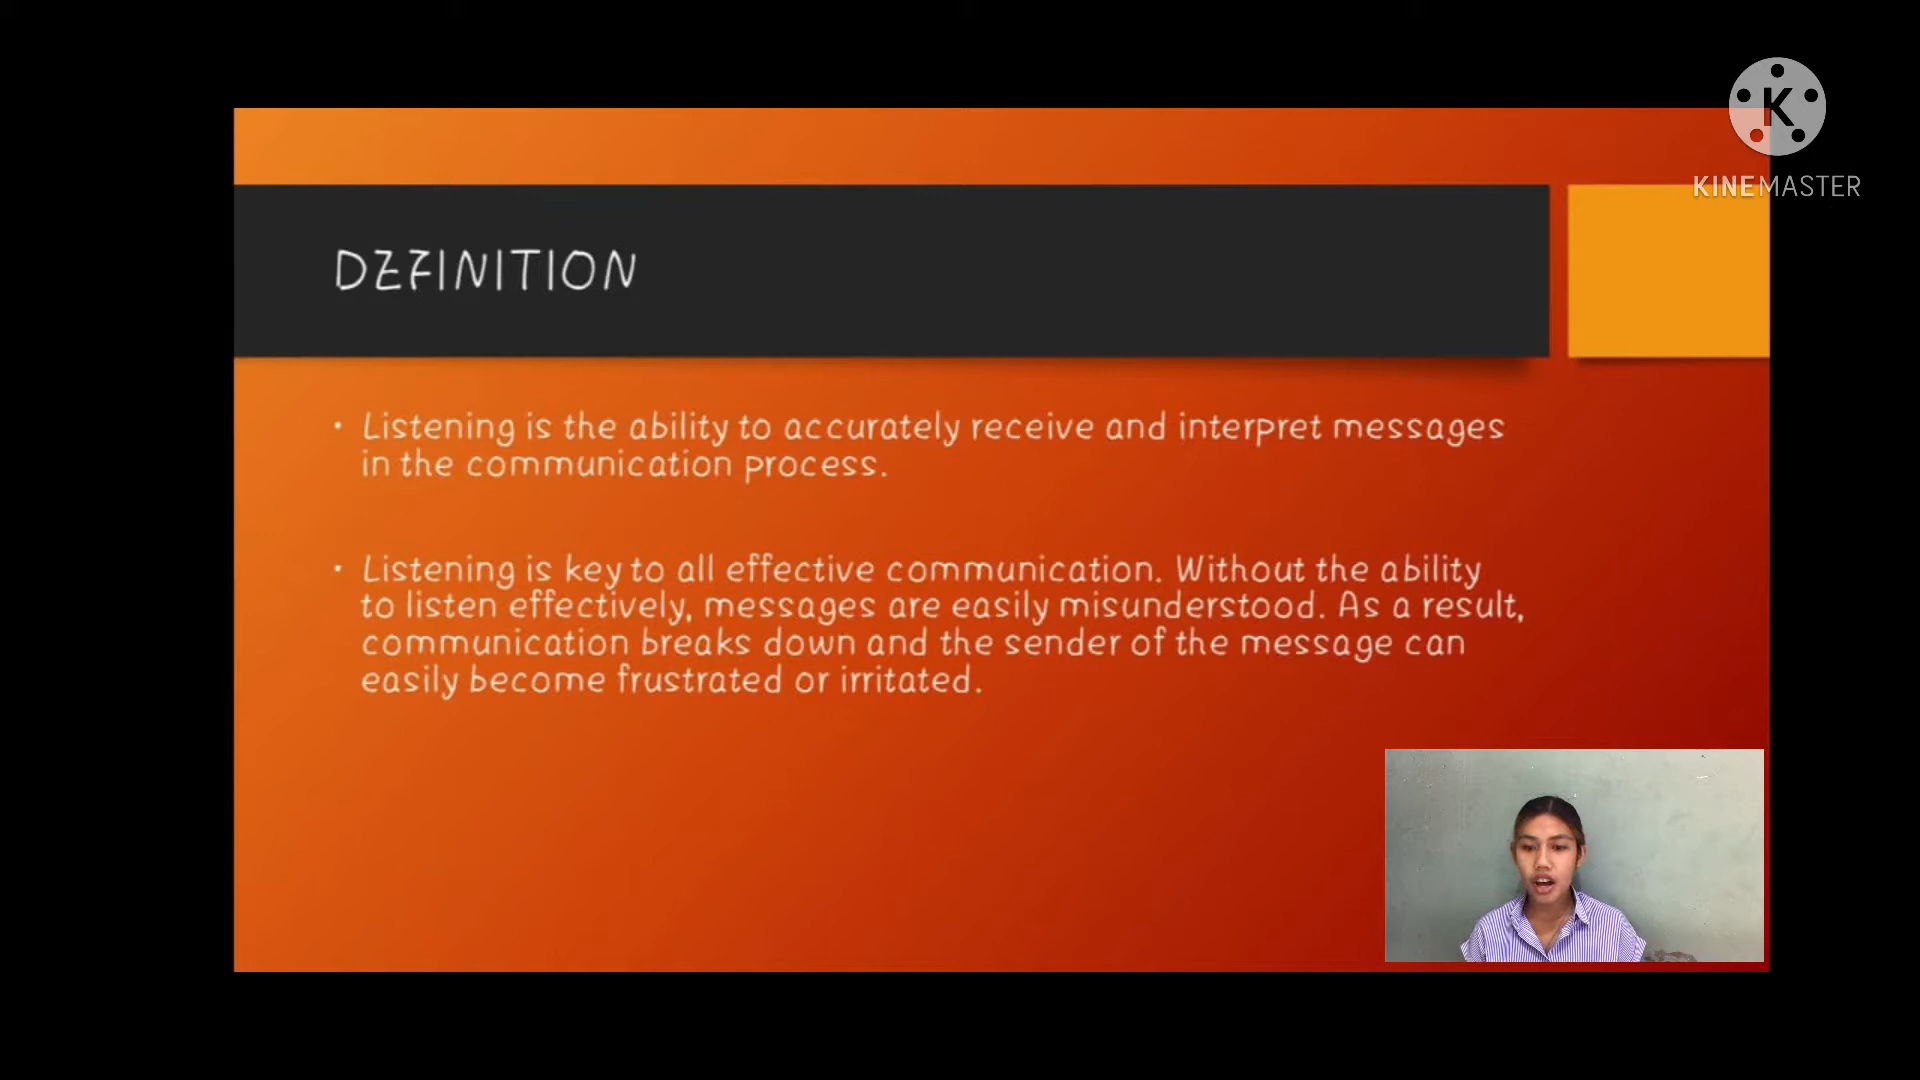 K
KINEMASTER
DEFINITION
• Listening is the ability to accurately receive and interpret messages
in the communication process.
• Listening is key to all effective communication. Without the ability
to listen effectively, messages are easily misunderstood. As a result,
communication breaks down and the sender of the message can
easily become frustrated or irritated.